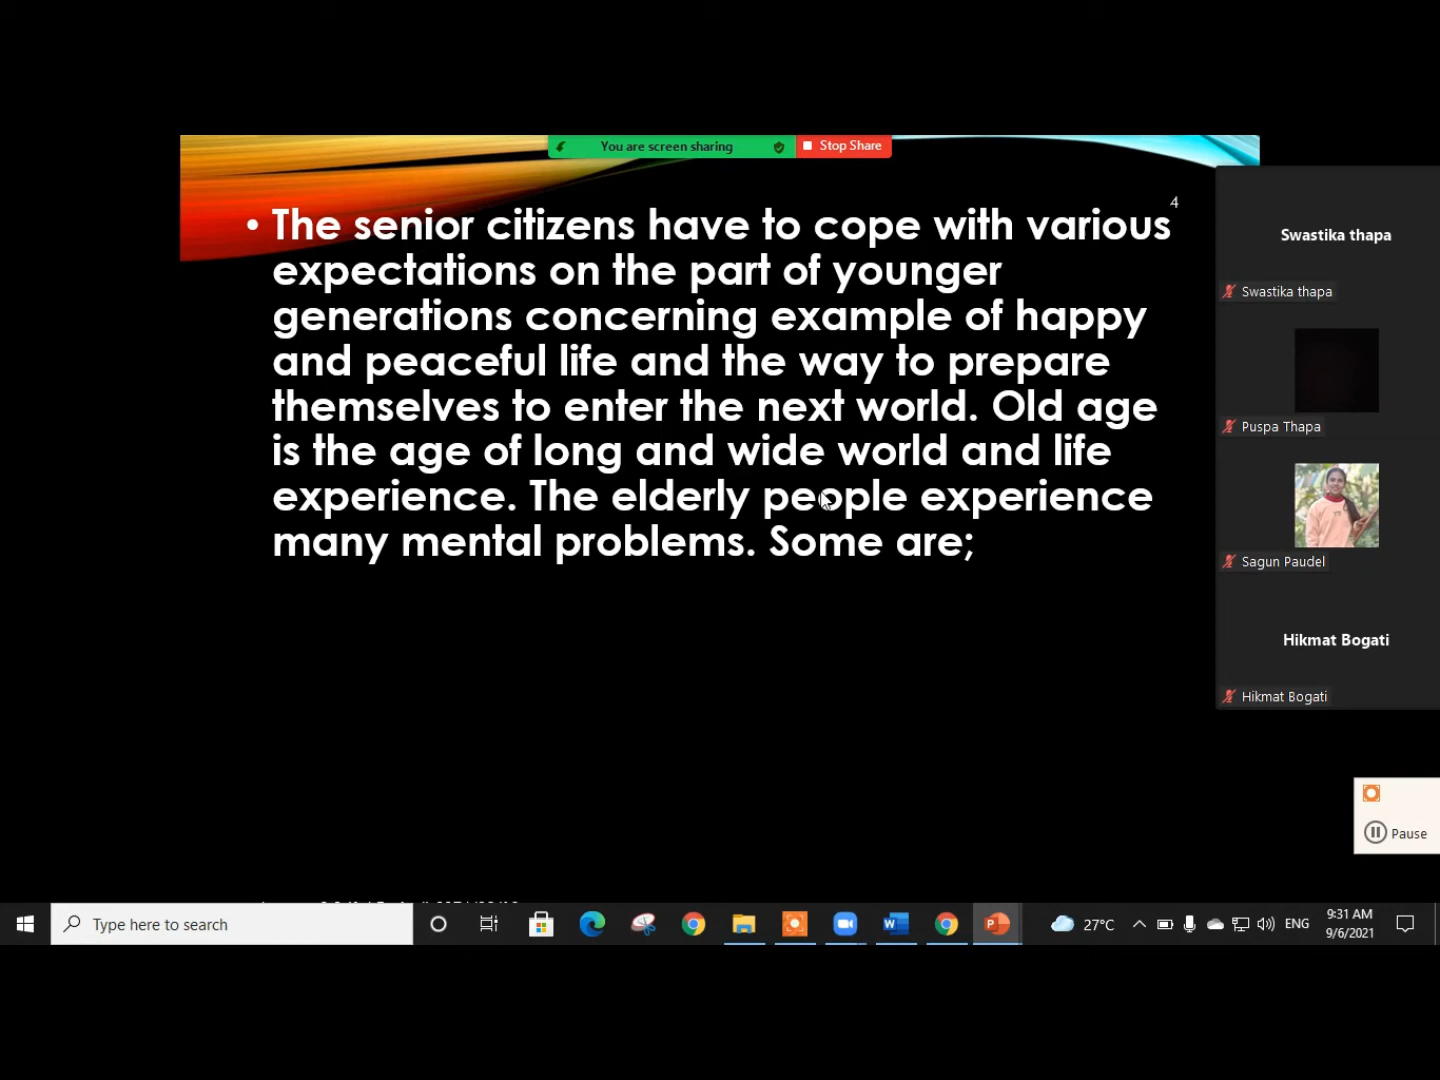 You are screen sharing
Stop Share
4
• The senior citizens have to cope with various
expectations on the part of younger
generations concerning example of happy
and peaceful life and the way to prepare
themselves to enter the next world. Old age
is the age of long and wide world and life
experience. The elderly people experience
many mental problems. Some are;
Swastika thapa
Swastika thapa
Puspa Thapa
Sagun Paudel
Hikmat Bogati
Hikmat Bogati
Pause
Type here to search
27°C
ENG
9:31 AM
9/6/2021